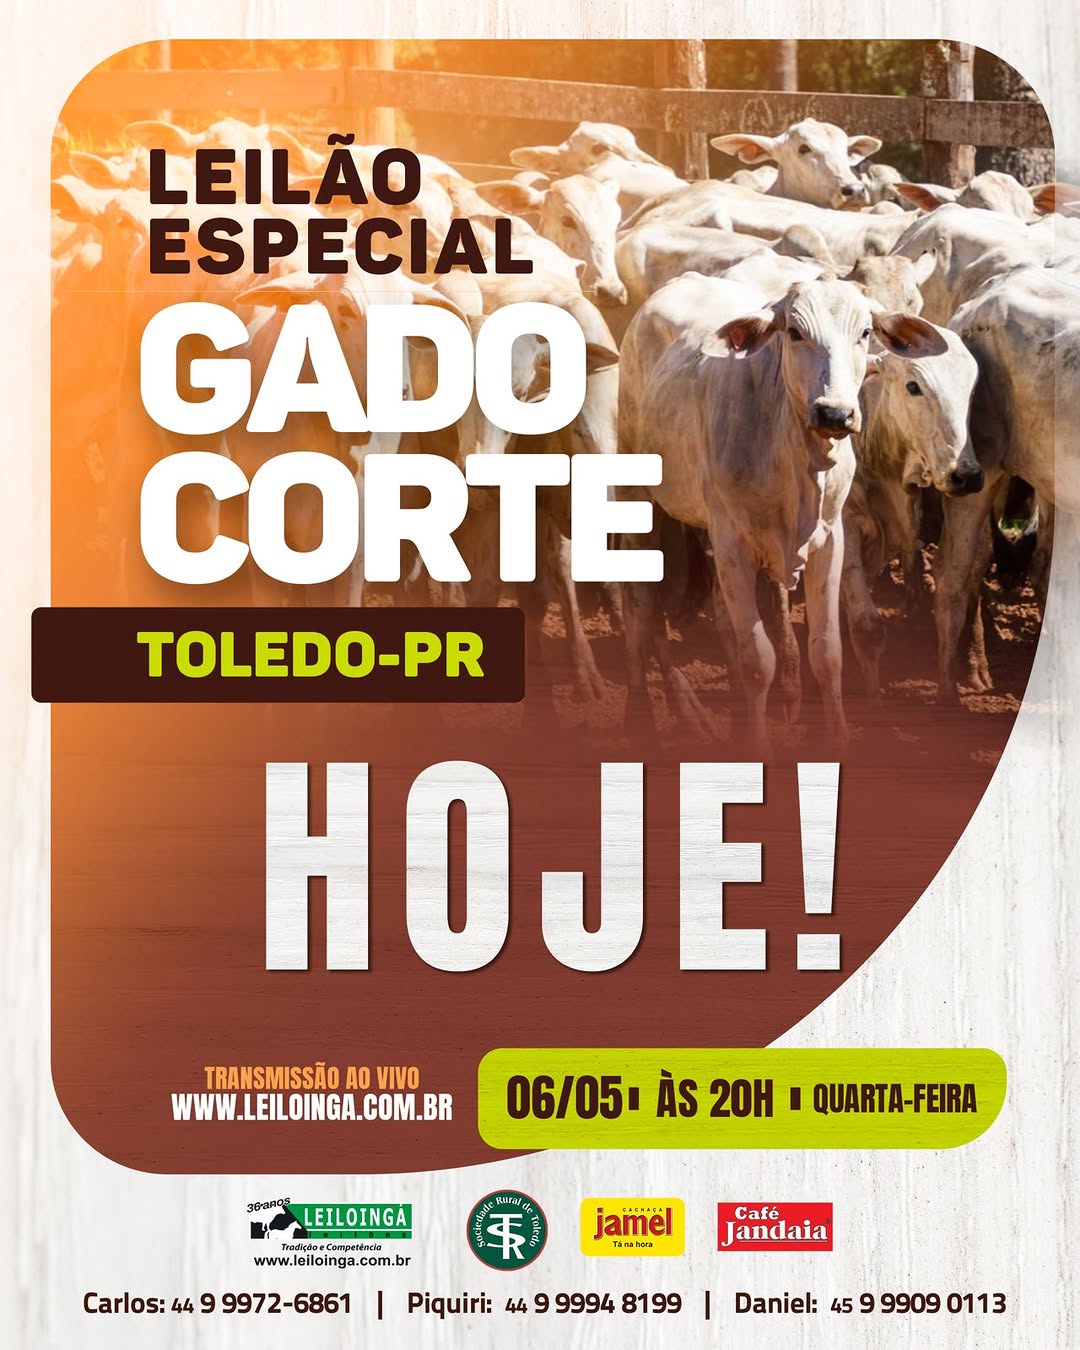 LEILÃO
ESPECIAL
GADO
CORTE
TOLEDO-PR
HOJE!
TRANSMISSÃO AO VIVO
WWW.LEILOINGA.COM.BR
06/05 ▪ ÀS 20H ▪ QUARTA-FEIRA
36 anos
LEILOINGÁ
leilões
Tradição e Competência
www.leiloinga.com.br
Sociedade Rural de Toledo
SRT
CACHAÇA
jamel
Tá na hora
Café
Jandaia
Carlos: 44 9 9972-6861 | Piquiri: 44 9 9994 8199 | Daniel: 45 9 9909 0113